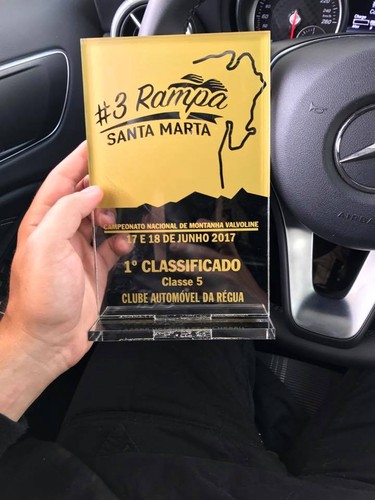 #3 Rampa
SANTA MARTA
CAMPEONATO NACIONAL DE MONTANHA VALVOLINE
17 E 18 DE JUNHO 2017
1º CLASSIFICADO
Classe 5
CLUBE AUTOMÓVEL DA RÉGUA
AIRBAG